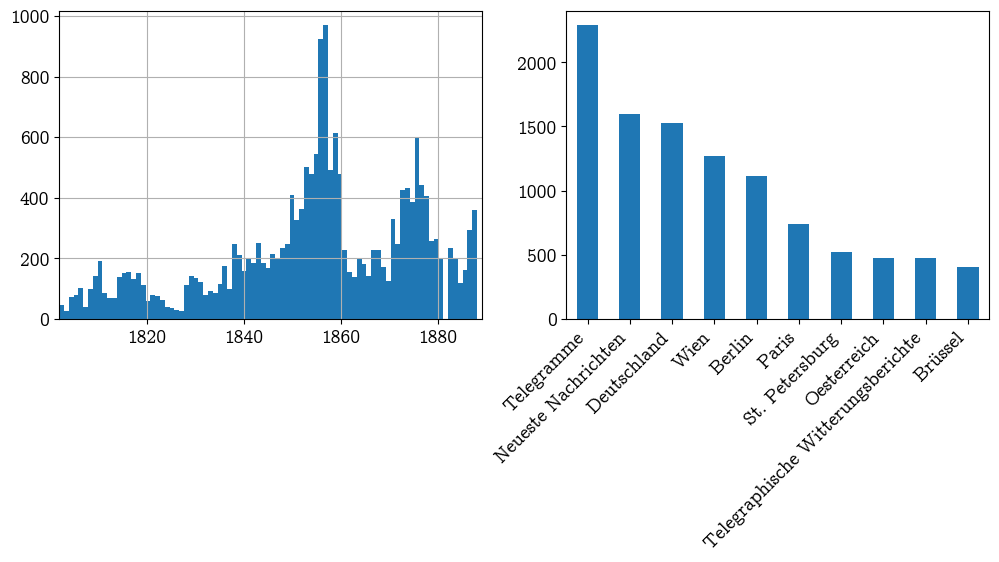 1000
800
600
400
200
0
1820 1840 1860 1880
2000
1500
1000
500
0
Telegramme
Neueste Nachrichten
Deutschland
Wien
Berlin
Paris
St. Petersburg
Oesterreich
Telegraphische Witterungsberichte
Brüssel